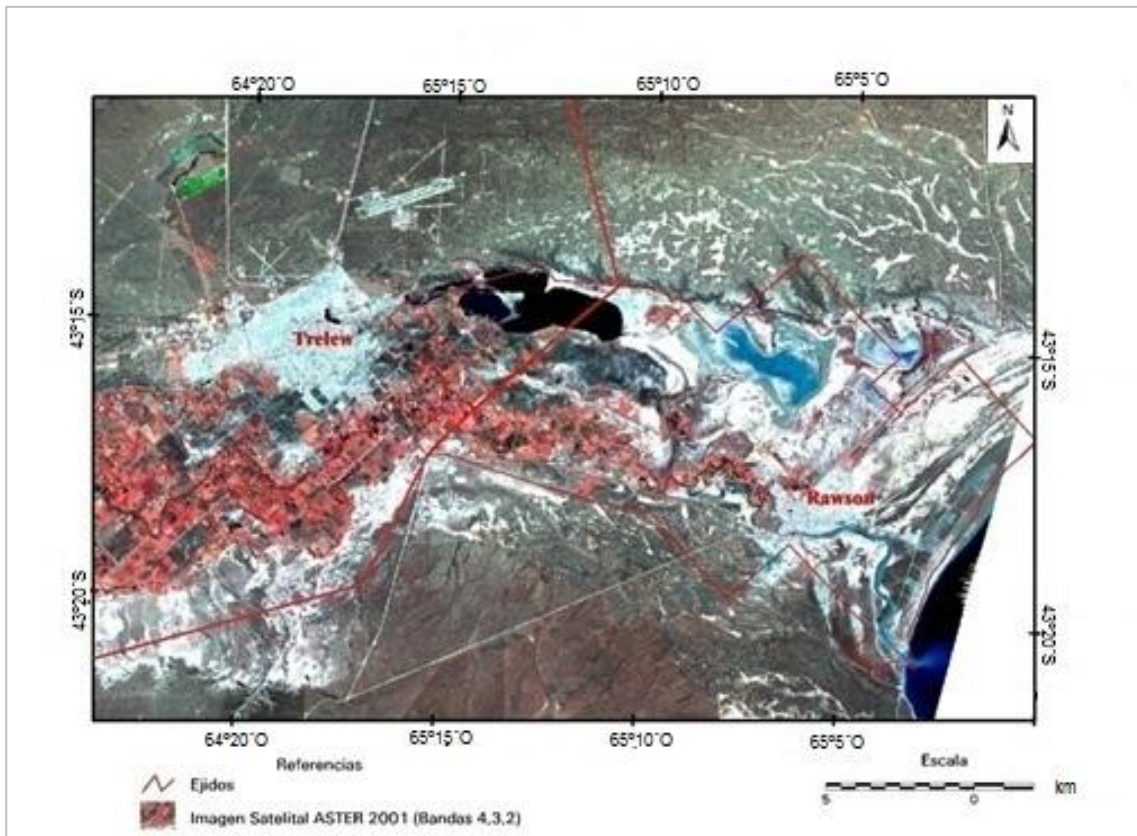 64°20¨O 65°15¨O 65°10¨O 65°5¨O
N
43°15¨S
Trelew
43°15¨S
Rawson
43°20¨S
43°20¨S
64°20¨O 65°15¨O 65°10¨O 65°5¨O
Referencias
Ejidos
Imagen Satelital ASTER 2001 (Bandas 4,3,2)
Escala
5 0 km